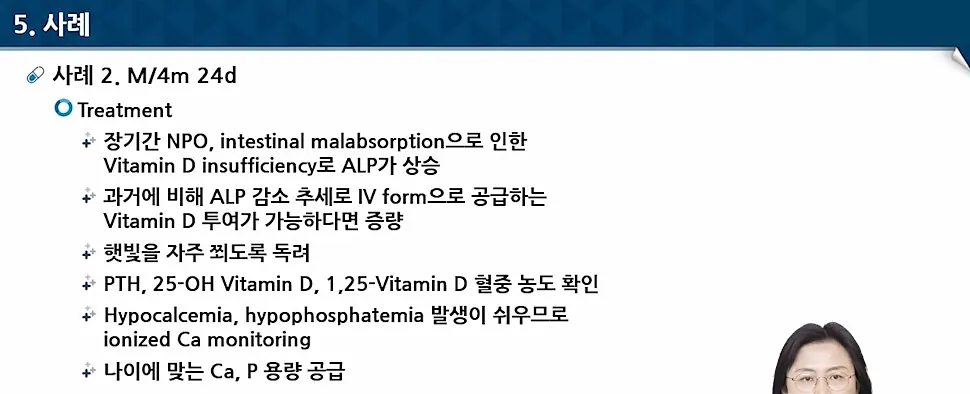 5. 사례
사례 2. M/4m 24d
Treatment
장기간 NPO, intestinal malabsorption으로 인한
Vitamin D insufficiency로 ALP가 상승
과거에 비해 ALP 감소 추세로 IV form으로 공급하는
Vitamin D 투여가 가능하다면 증량
햇빛을 자주 쬐도록 독려
PTH, 25-OH Vitamin D, 1,25-Vitamin D 혈중 농도 확인
Hypocalcemia, hypophosphatemia 발생이 쉬우므로
ionized Ca monitoring
나이에 맞는 Ca, P 용량 공급